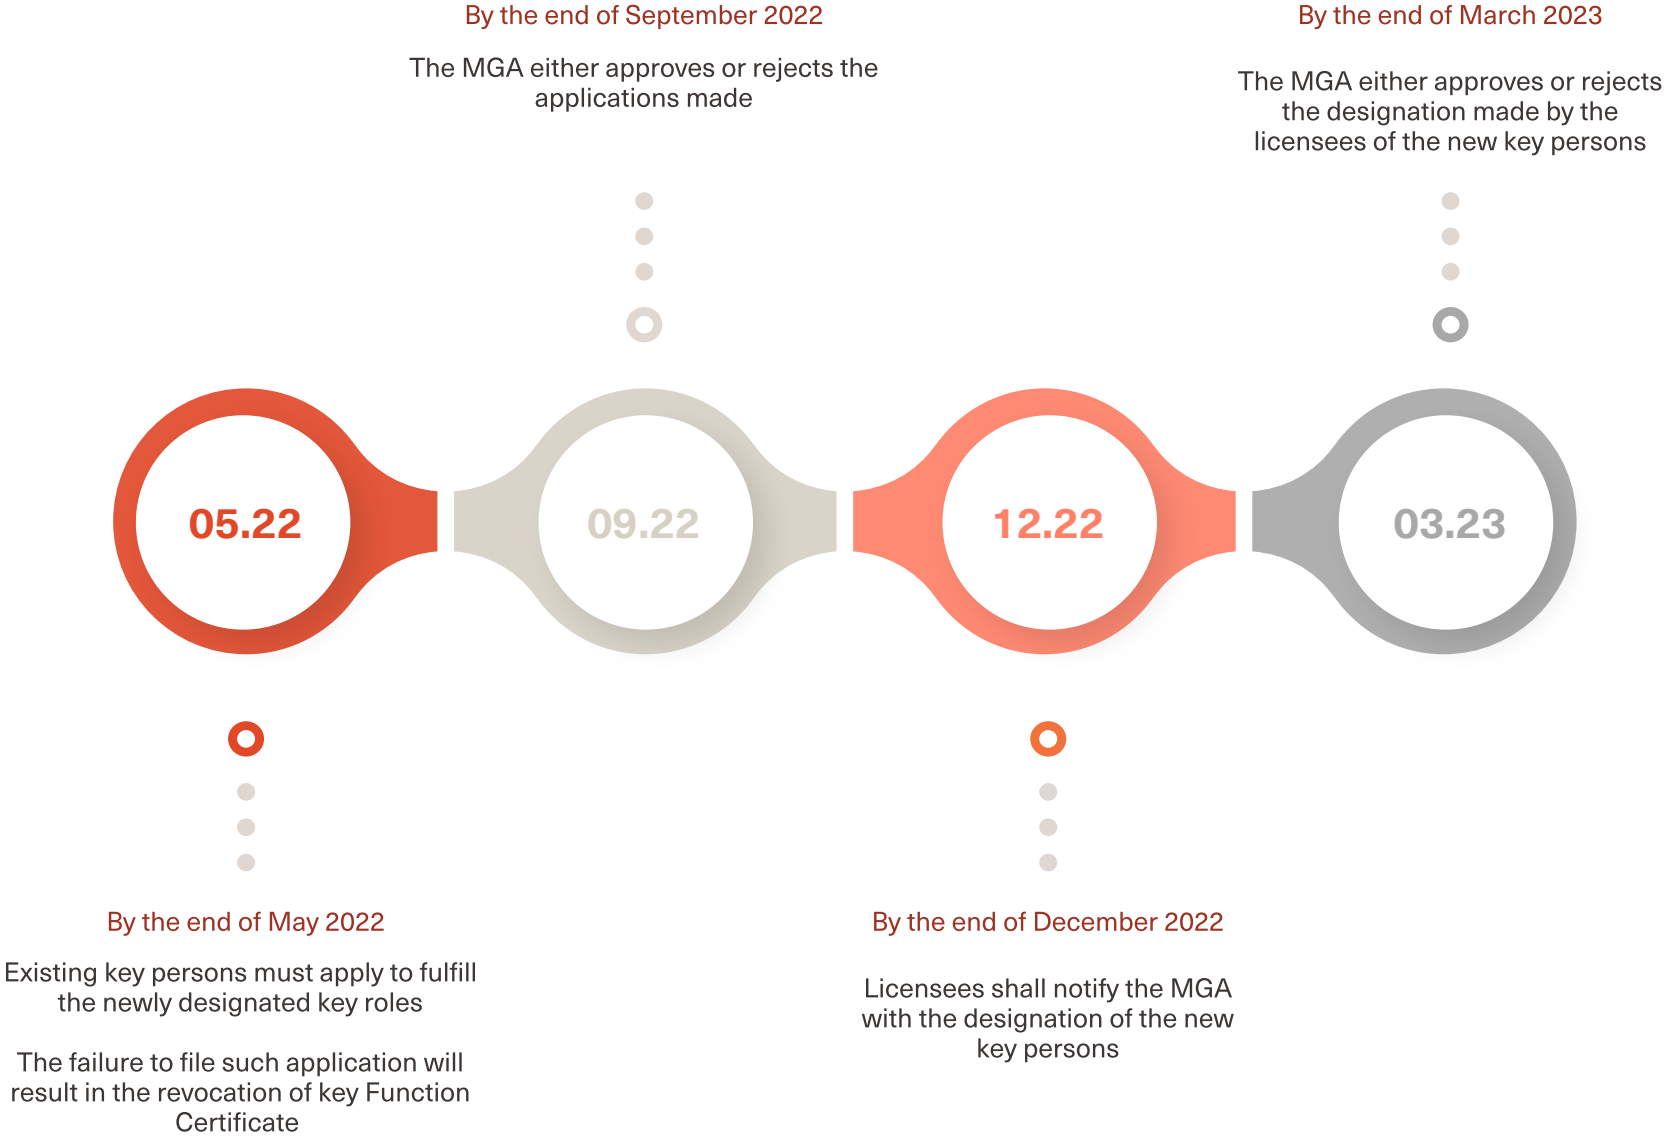 By the end of September 2022
The MGA either approves or rejects the
applications made
By the end of March 2023
The MGA either approves or rejects
the designation made by the
licensees of the new key persons
05.22
09.22
12.22
03.23
By the end of May 2022
Existing key persons must apply to fulfill
the newly designated key roles
The failure to file such application will
result in the revocation of key Function
Certificate
By the end of December 2022
Licensees shall notify the MGA
with the designation of the new
key persons